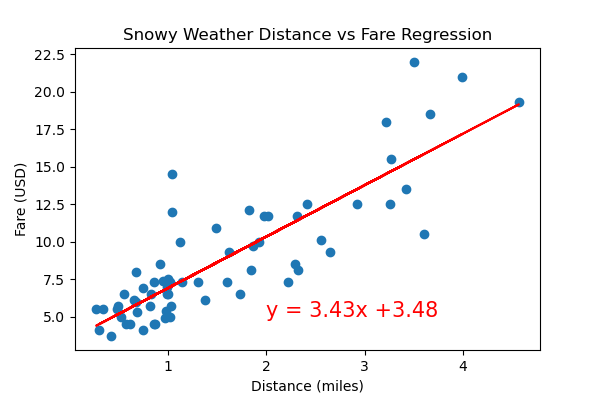 Snowy Weather Distance vs Fare Regression
22.5
20.0
17.5
15.0
12.5
10.0
7.5
5.0
Fare (USD)
y = 3.43x +3.48
1 2 3 4
Distance (miles)